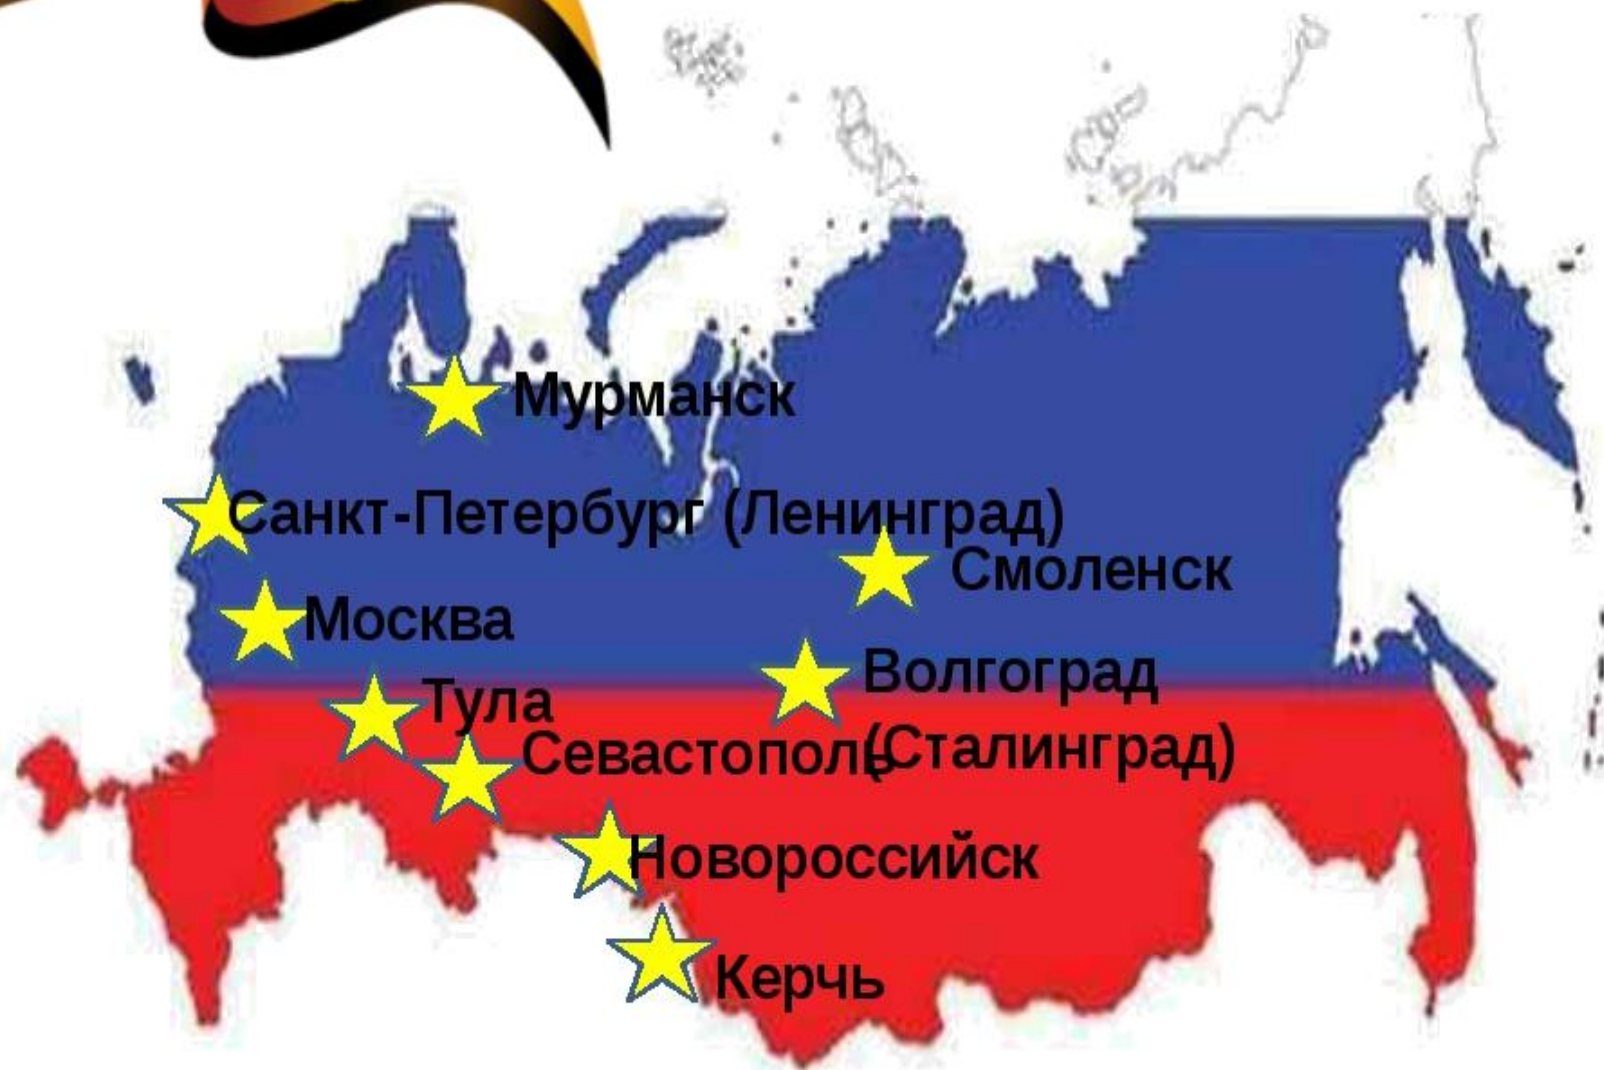 Мурманск
Санкт-Петербург (Ленинград)
Смоленск
Москва
Волгоград
(Сталинград)
Тула
Севастополь
Новороссийск
Керчь